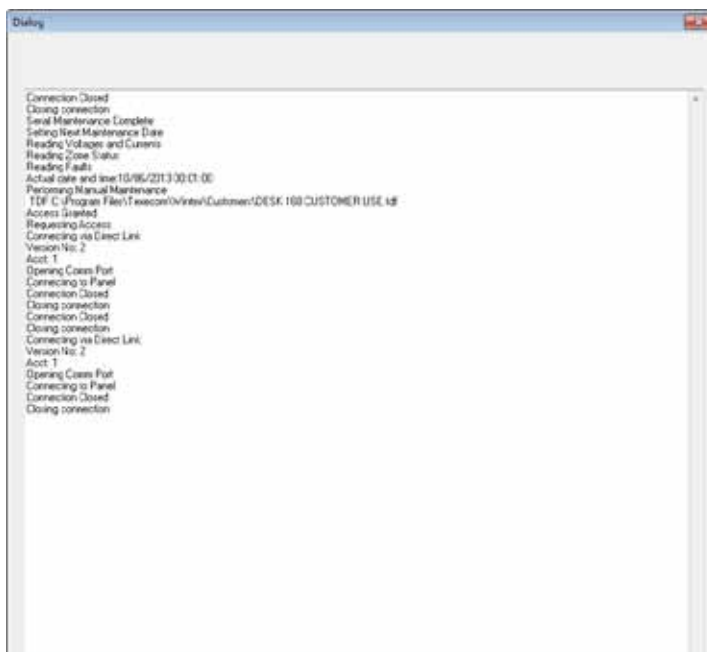 Dialog
Connection Closed
Closing connection
Serial Maintenance Complete
Setting Next Maintenance Date
Reading Voltages and Currents
Reading Zone Status
Reading Faults
Actual date and time:10/06/2013 00:01:00
Performing Manual Maintenance
TDF C:\Program Files\Texecom\Wintex\Customers\DESK 168 CUSTOMER USE.tdf
Access Granted
Requesting Access
Connecting via Direct Link
Version No: 2
Acct: 1
Opening Comm Port
Connecting to Panel
Connection Closed
Closing connection
Connection Closed
Closing connection
Connecting via Direct Link
Version No: 2
Acct: 1
Opening Comm Port
Connecting to Panel
Connection Closed
Closing connection